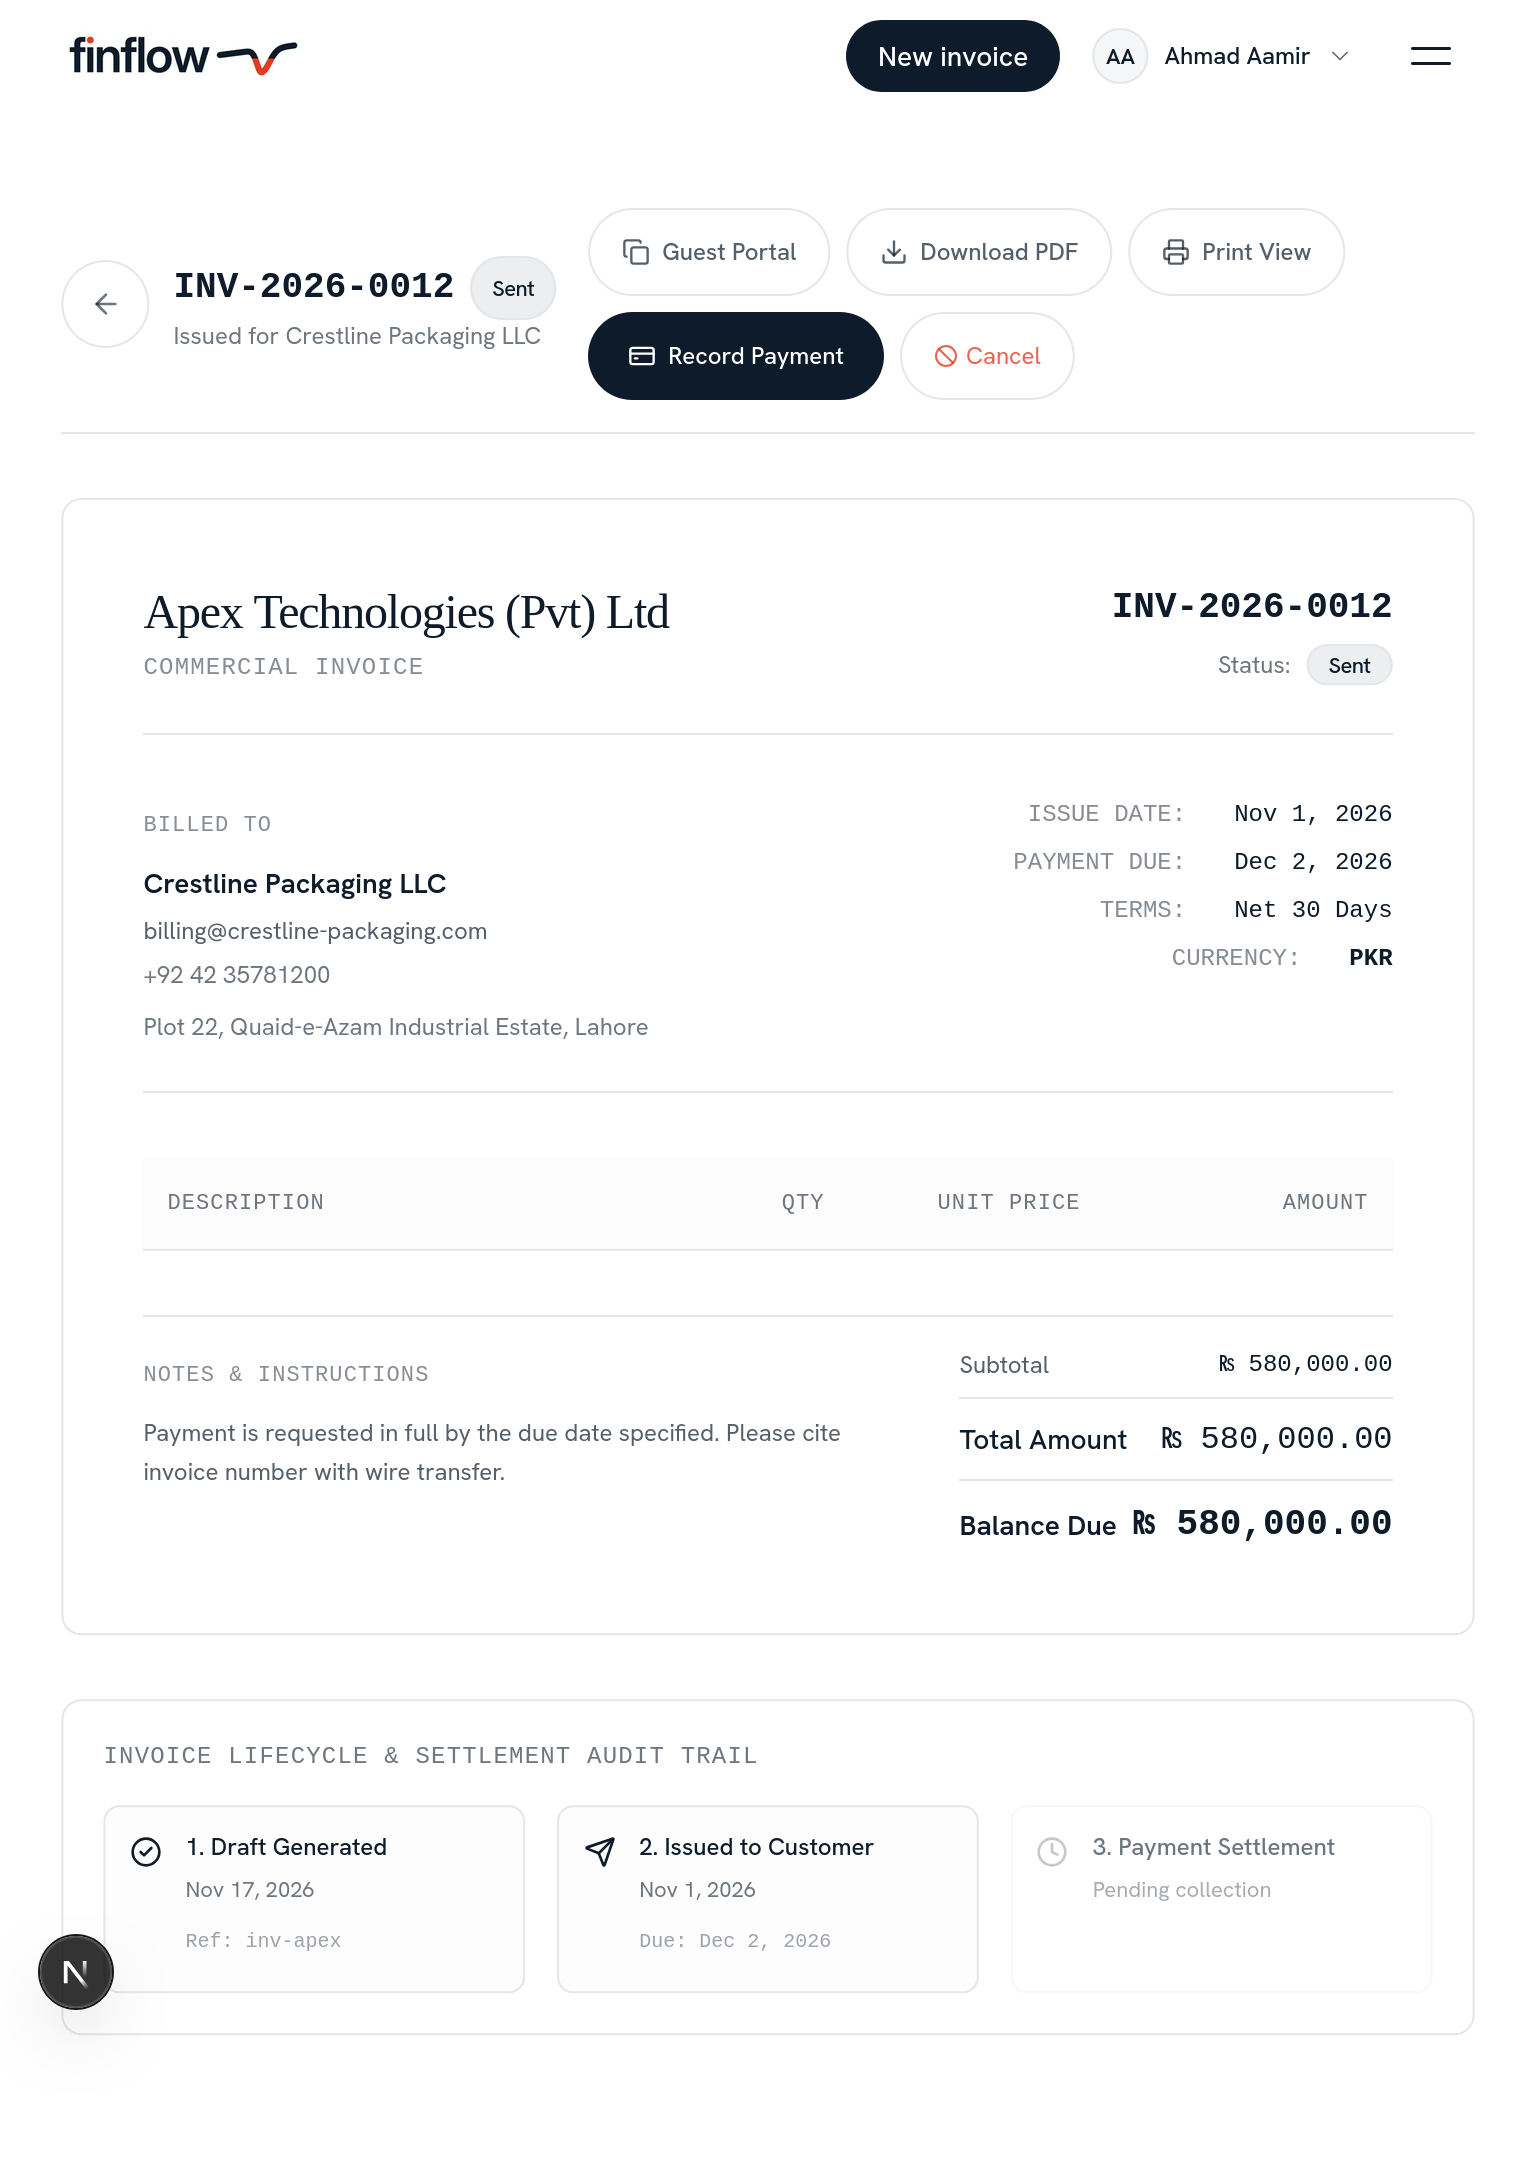 finflow
New invoice
AA
Ahmad Aamir
INV-2026-0012
Sent
Issued for Crestline Packaging LLC
Guest Portal
Download PDF
Print View
Record Payment
Cancel
Apex Technologies (Pvt) Ltd
COMMERCIAL INVOICE
INV-2026-0012
Status: Sent
BILLED TO
Crestline Packaging LLC
billing@crestline-packaging.com
+92 42 35781200
Plot 22, Quaid-e-Azam Industrial Estate, Lahore
ISSUE DATE: Nov 1, 2026
PAYMENT DUE: Dec 2, 2026
TERMS: Net 30 Days
CURRENCY: PKR
DESCRIPTION QTY UNIT PRICE AMOUNT
NOTES & INSTRUCTIONS
Payment is requested in full by the due date specified. Please cite
invoice number with wire transfer.
Subtotal ₨ 580,000.00
Total Amount ₨ 580,000.00
Balance Due ₨ 580,000.00
INVOICE LIFECYCLE & SETTLEMENT AUDIT TRAIL
1. Draft Generated
Nov 17, 2026
Ref: inv-apex
2. Issued to Customer
Nov 1, 2026
Due: Dec 2, 2026
3. Payment Settlement
Pending collection
N